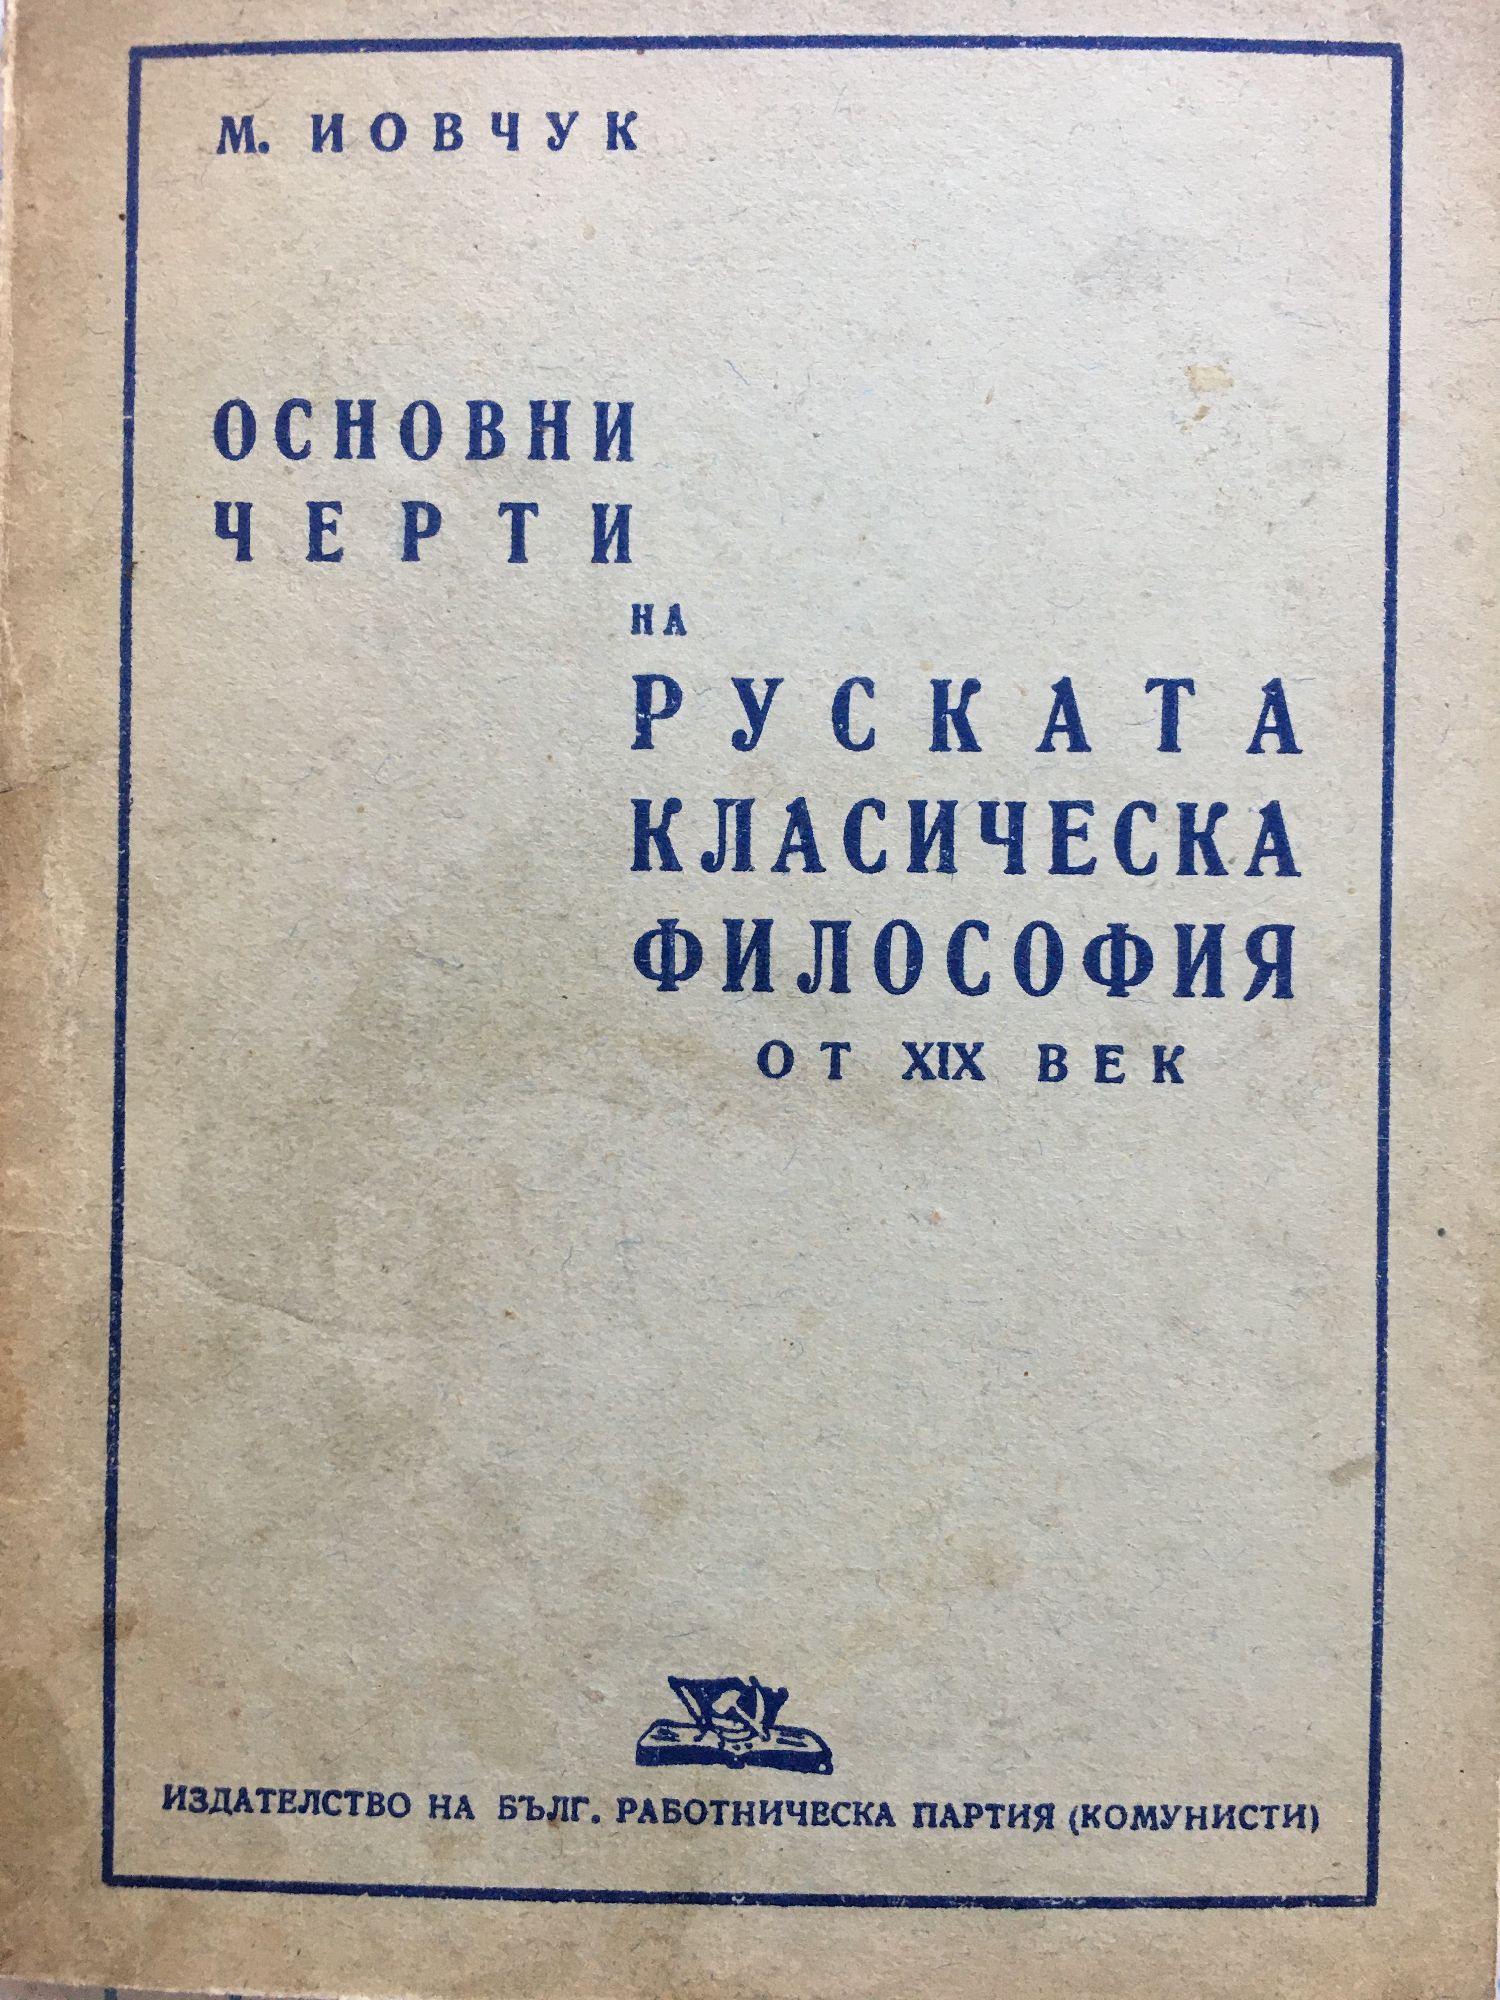 М. ИОВЧУК
ОСНОВНИ
ЧЕРТИ
НА
РУСКАТА
КЛАСИЧЕСКА
ФИЛОСОФИЯ
ОТ XIX ВЕК
ИЗДАТЕЛСТВО НА БЪЛГ. РАБОТНИЧЕСКА ПАРТИЯ (КОМУНИСТИ)